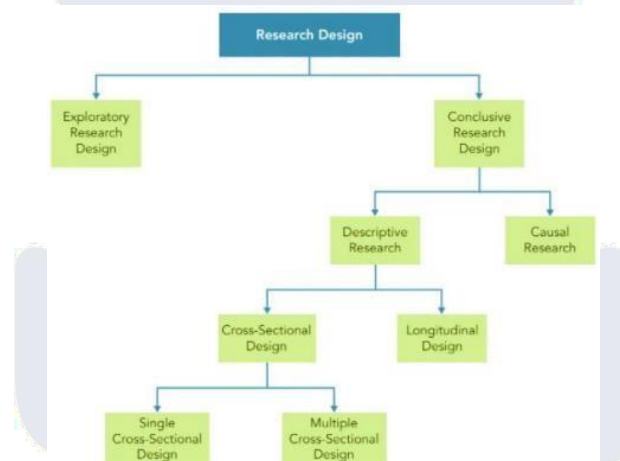 Research Design
Exploratory
Research
Design
Conclusive
Research
Design
Descriptive
Research
Causal
Research
Cross-Sectional
Design
Longitudinal
Design
Single
Cross-Sectional
Design
Multiple
Cross-Sectional
Design